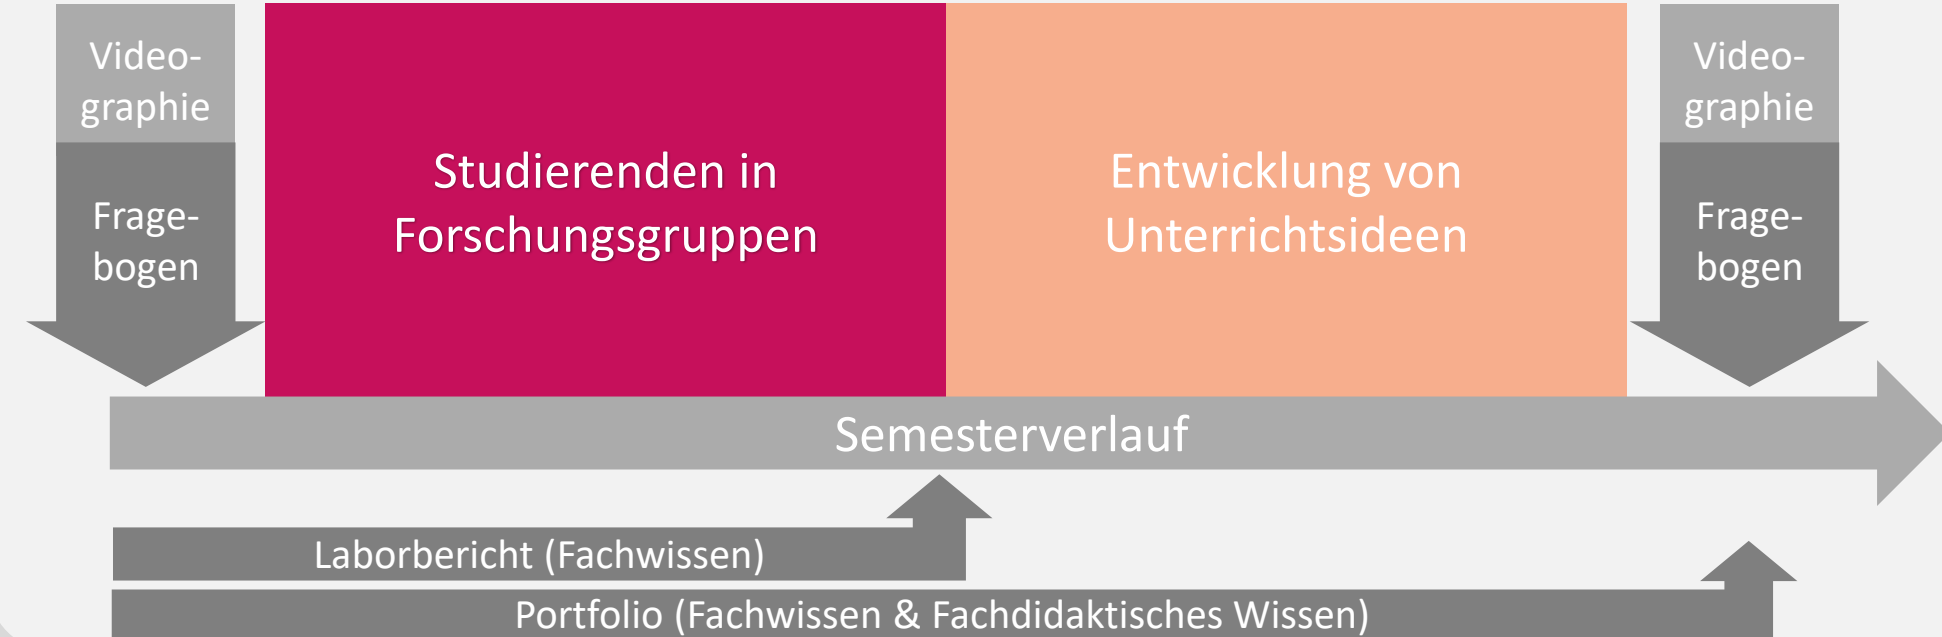 Video-
graphie
Frage-
bogen
Studierenden in
Forschungsgruppen
Entwicklung von
Unterrichtsideen
Video-
graphie
Frage-
bogen
Semesterverlauf
Laborbericht (Fachwissen)
Portfolio (Fachwissen & Fachdidaktisches Wissen)